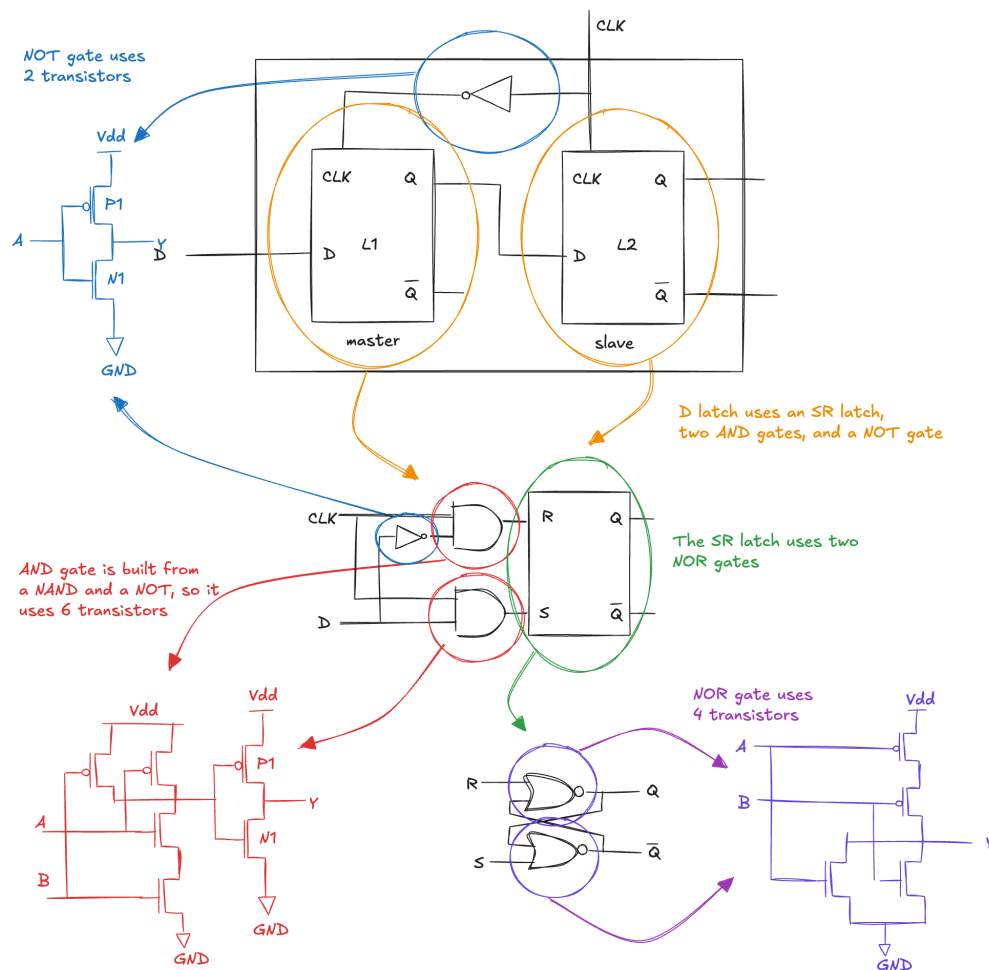 CLK
NOT gate uses
2 transistors
Vdd
P1
A
Y
N1
GND
D
CLK
Q
D
L1
Q
master
CLK
Q
D
L2
Q
slave
D latch uses an SR latch,
two AND gates, and a NOT gate
CLK
D
R
Q
S
Q
The SR latch uses two
NOR gates
AND gate is built from
a NAND and a NOT, so it
uses 6 transistors
Vdd
Vdd
P1
A
Y
N1
B
GND
GND
R
Q
S
Q
NOR gate uses
4 transistors
Vdd
A
B
Y
GND